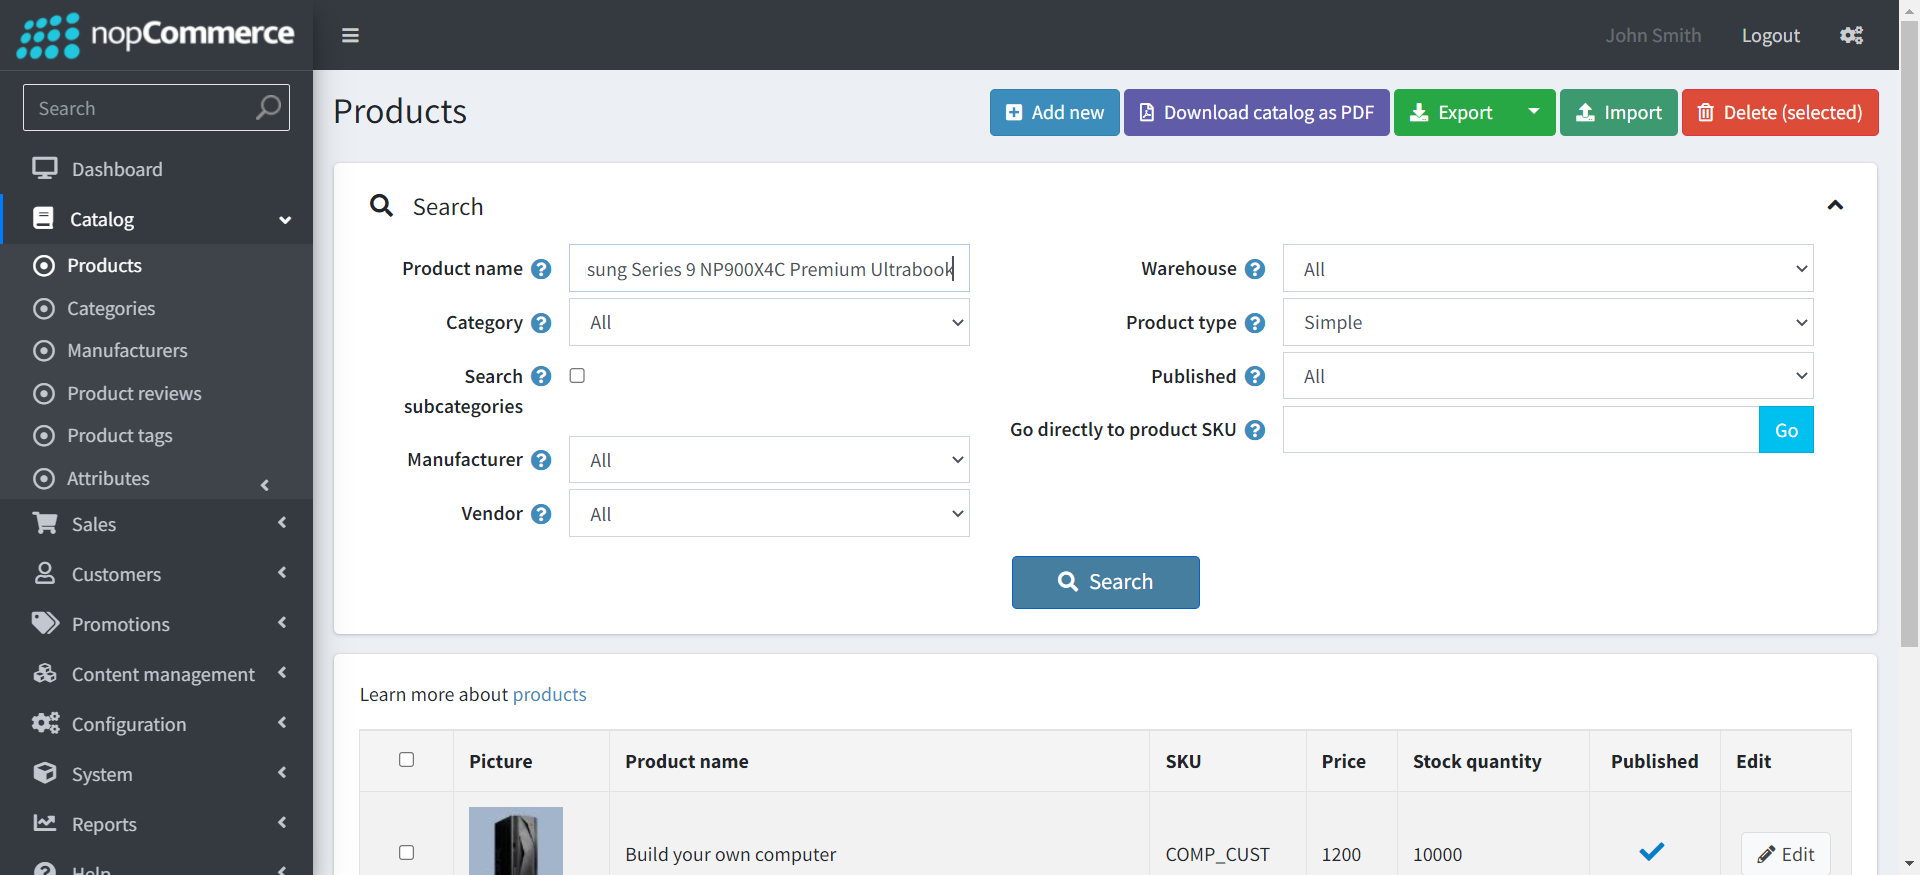 nopCommerce
John Smith
Logout
Search
Dashboard
Catalog
Products
Categories
Manufacturers
Product reviews
Product tags
Attributes
Sales
Customers
Promotions
Content management
Configuration
System
Reports
Help
Products
Add new
Download catalog as PDF
Export
Import
Delete (selected)
Search
Product name
sung Series 9 NP900X4C Premium Ultrabook
Category
All
Search subcategories
Manufacturer
All
Vendor
All
Warehouse
All
Product type
Simple
Published
All
Go directly to product SKU
Go
Search
Learn more about products
Picture Product name SKU Price Stock quantity Published Edit
Build your own computer COMP_CUST 1200 10000 Edit